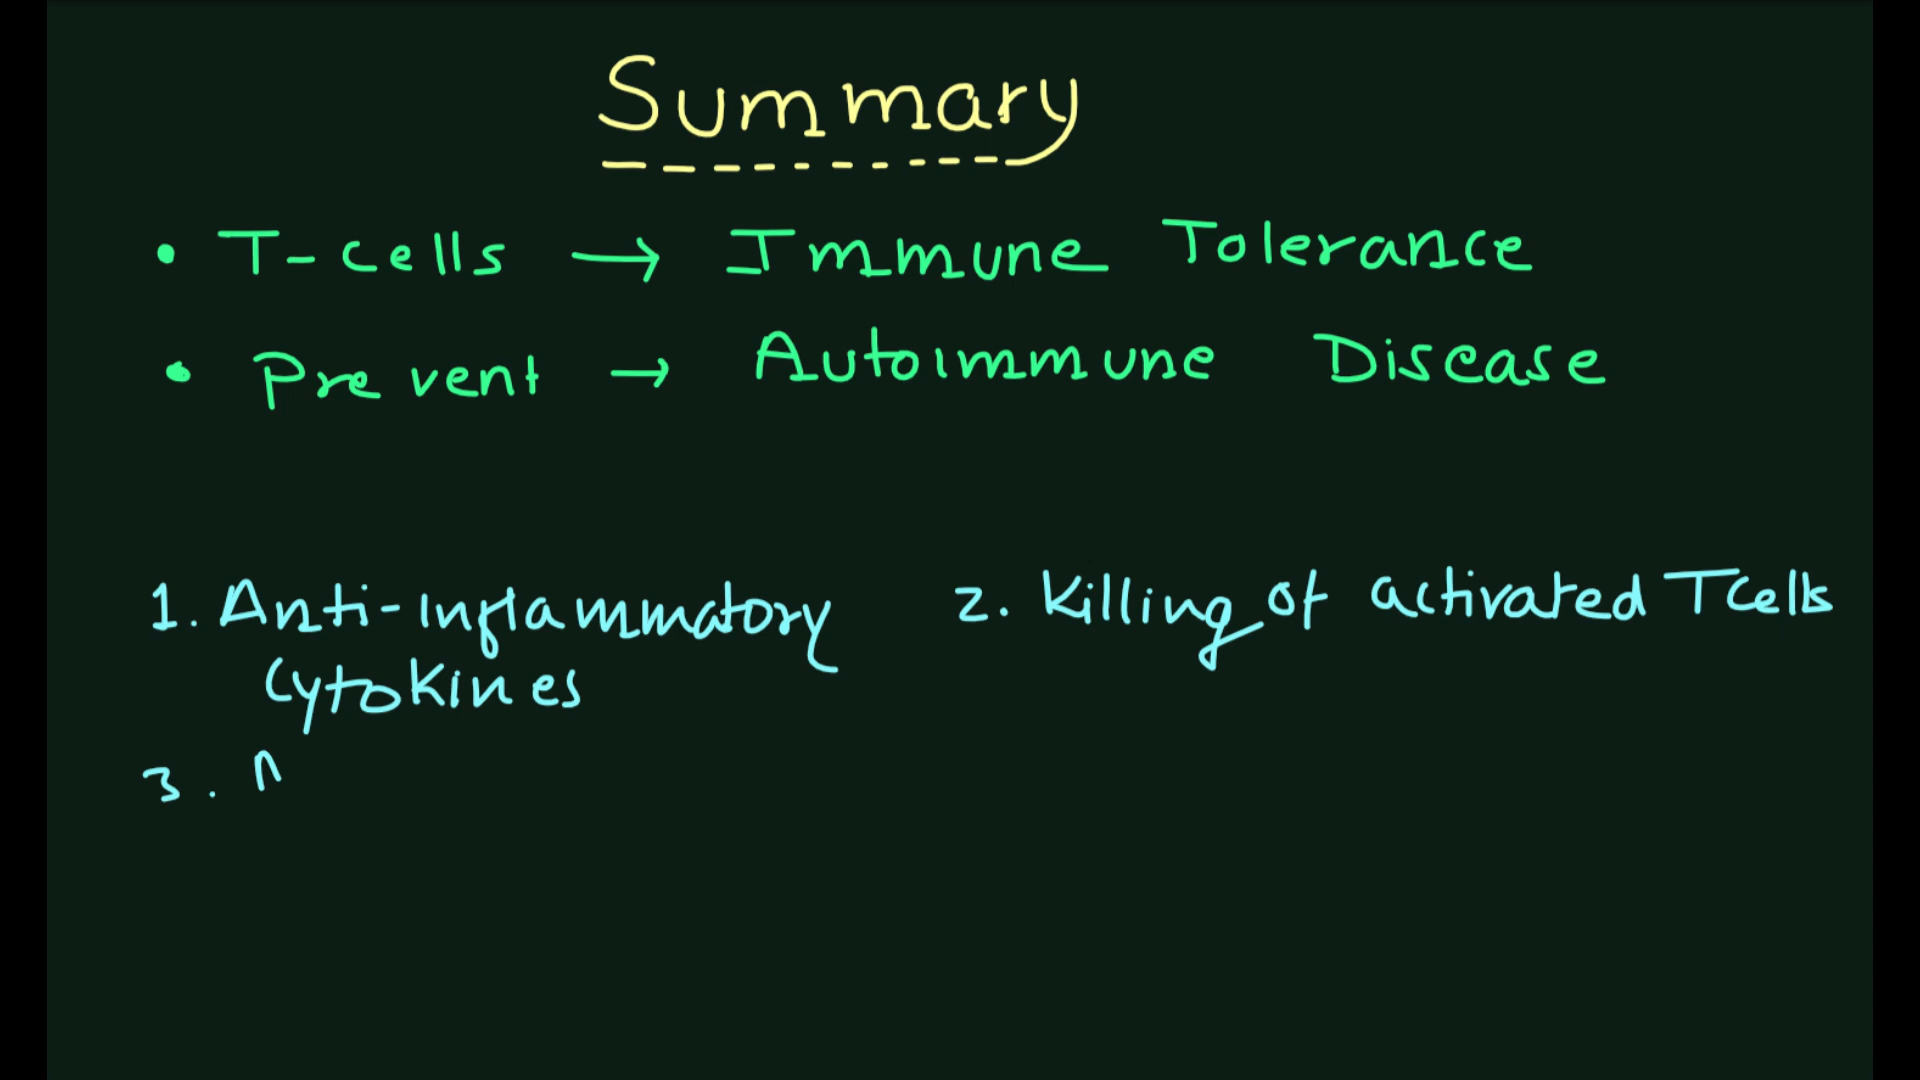 Summary
• T-cells → Immune Tolerance
• Prevent → Autoimmune Disease
1. Anti-Inflammatory
Cytokines
2. Killing of activated T Cells
3.